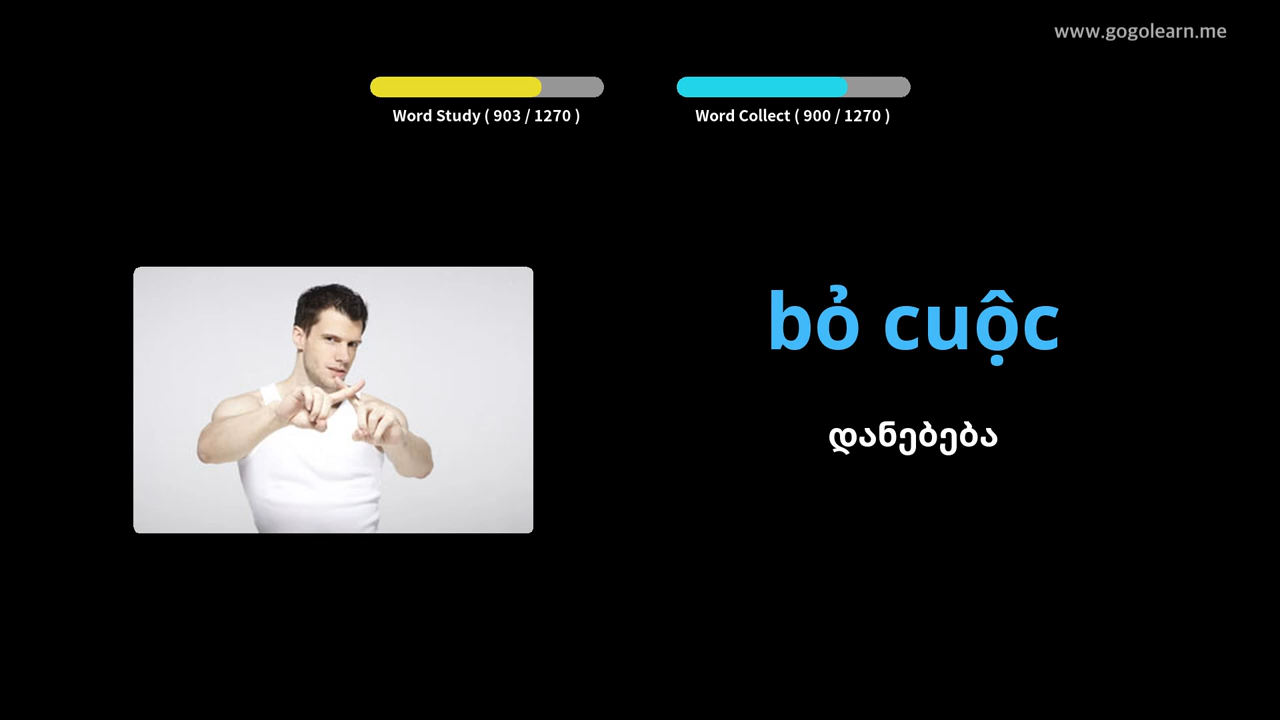 www.gogolearn.me
Word Study ( 903 / 1270 )
Word Collect ( 900 / 1270 )
bỏ cuộc
დანებება